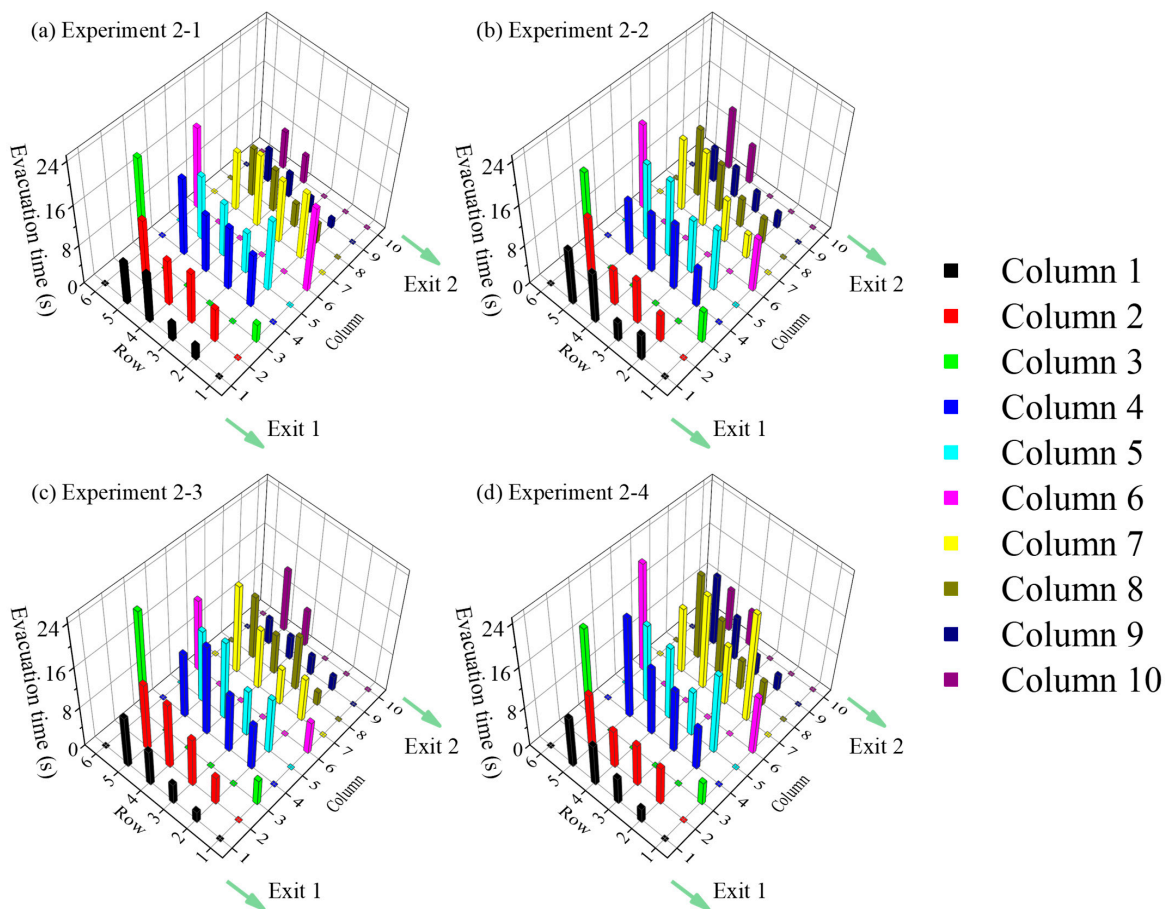 (a) Experiment 2-1
Evacuation time (s)
24
16
8
0
6
5
4
3
2
1
Row
1
2
3
4
5
6
7
8
9
10
Column
Exit 1
Exit 2
(b) Experiment 2-2
Evacuation time (s)
24
16
8
0
6
5
4
3
2
1
Row
1
2
3
4
5
6
7
8
9
10
Column
Exit 1
Exit 2
(c) Experiment 2-3
Evacuation time (s)
24
16
8
0
6
5
4
3
2
1
Row
1
2
3
4
5
6
7
8
9
10
Column
Exit 1
Exit 2
(d) Experiment 2-4
Evacuation time (s)
24
16
8
0
6
5
4
3
2
1
Row
1
2
3
4
5
6
7
8
9
10
Column
Exit 1
Exit 2
Column 1
Column 2
Column 3
Column 4
Column 5
Column 6
Column 7
Column 8
Column 9
Column 10